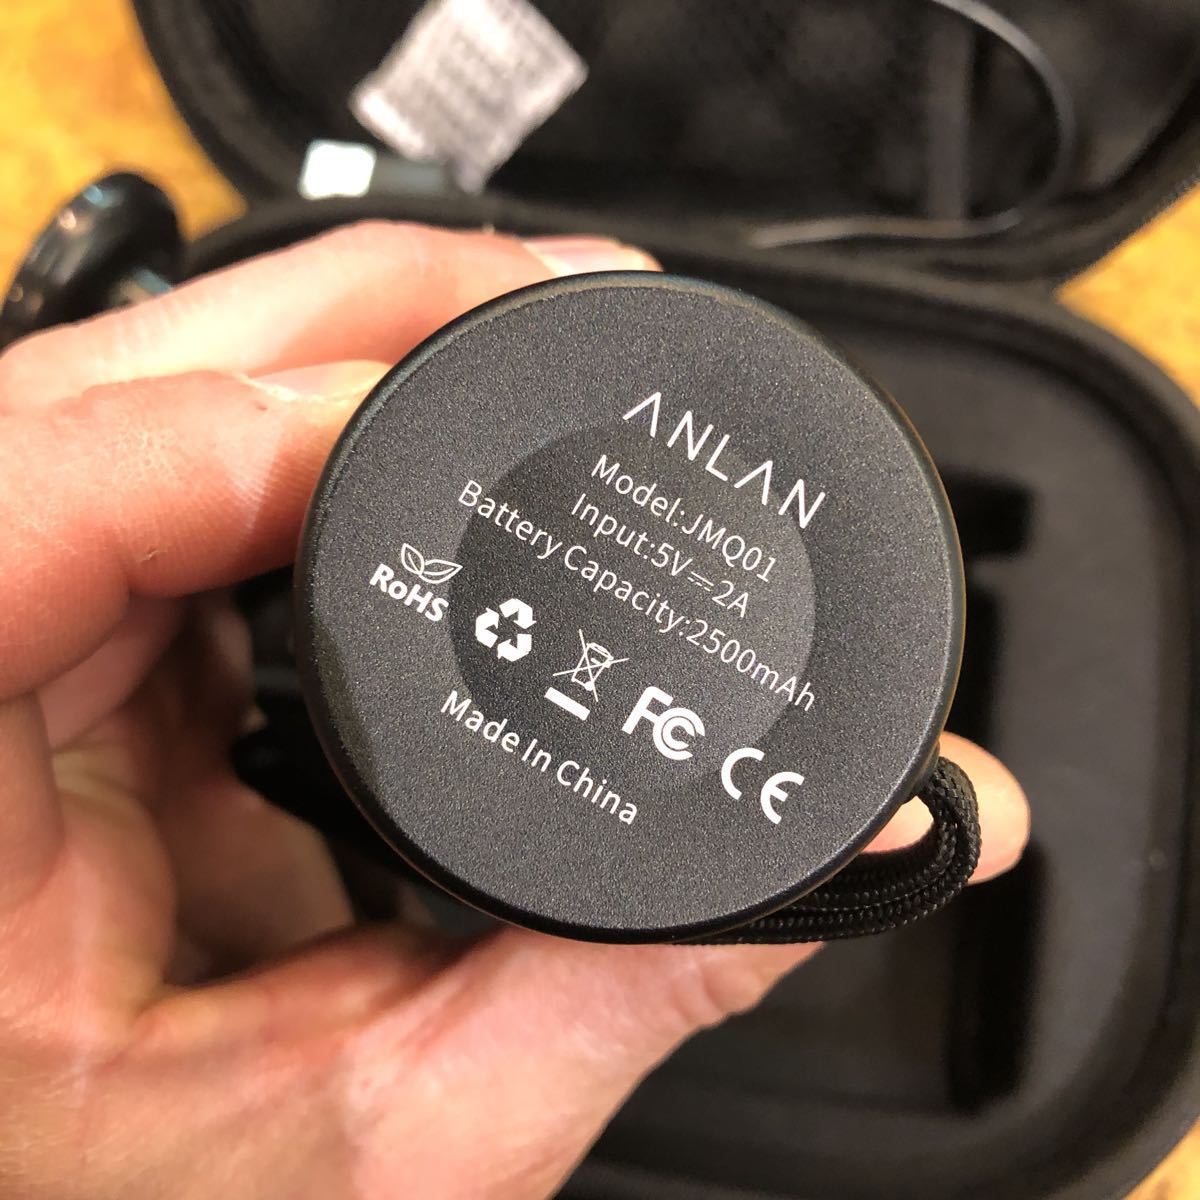 ANLAN
Model:JMQ01
Input:5V⎓2A
Battery Capacity:2500mAh
RoHS
FC CE
Made In China